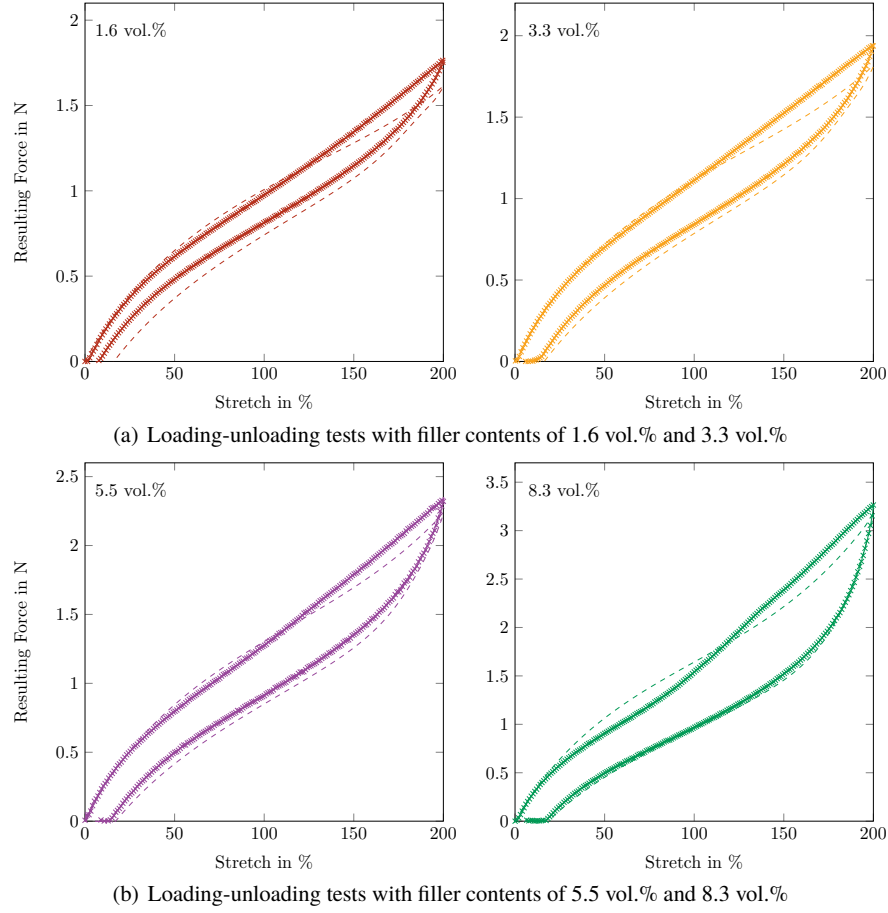 1.6 vol.%
Resulting Force in N
2
1.5
1
0.5
0
0 50 100 150 200
Stretch in %
3.3 vol.%
2
1.5
1
0.5
0
0 50 100 150 200
Stretch in %
(a) Loading-unloading tests with filler contents of 1.6 vol.% and 3.3 vol.%
5.5 vol.%
Resulting Force in N
2.5
2
1.5
1
0.5
0
0 50 100 150 200
Stretch in %
8.3 vol.%
3.5
3
2.5
2
1.5
1
0.5
0
0 50 100 150 200
Stretch in %
(b) Loading-unloading tests with filler contents of 5.5 vol.% and 8.3 vol.%